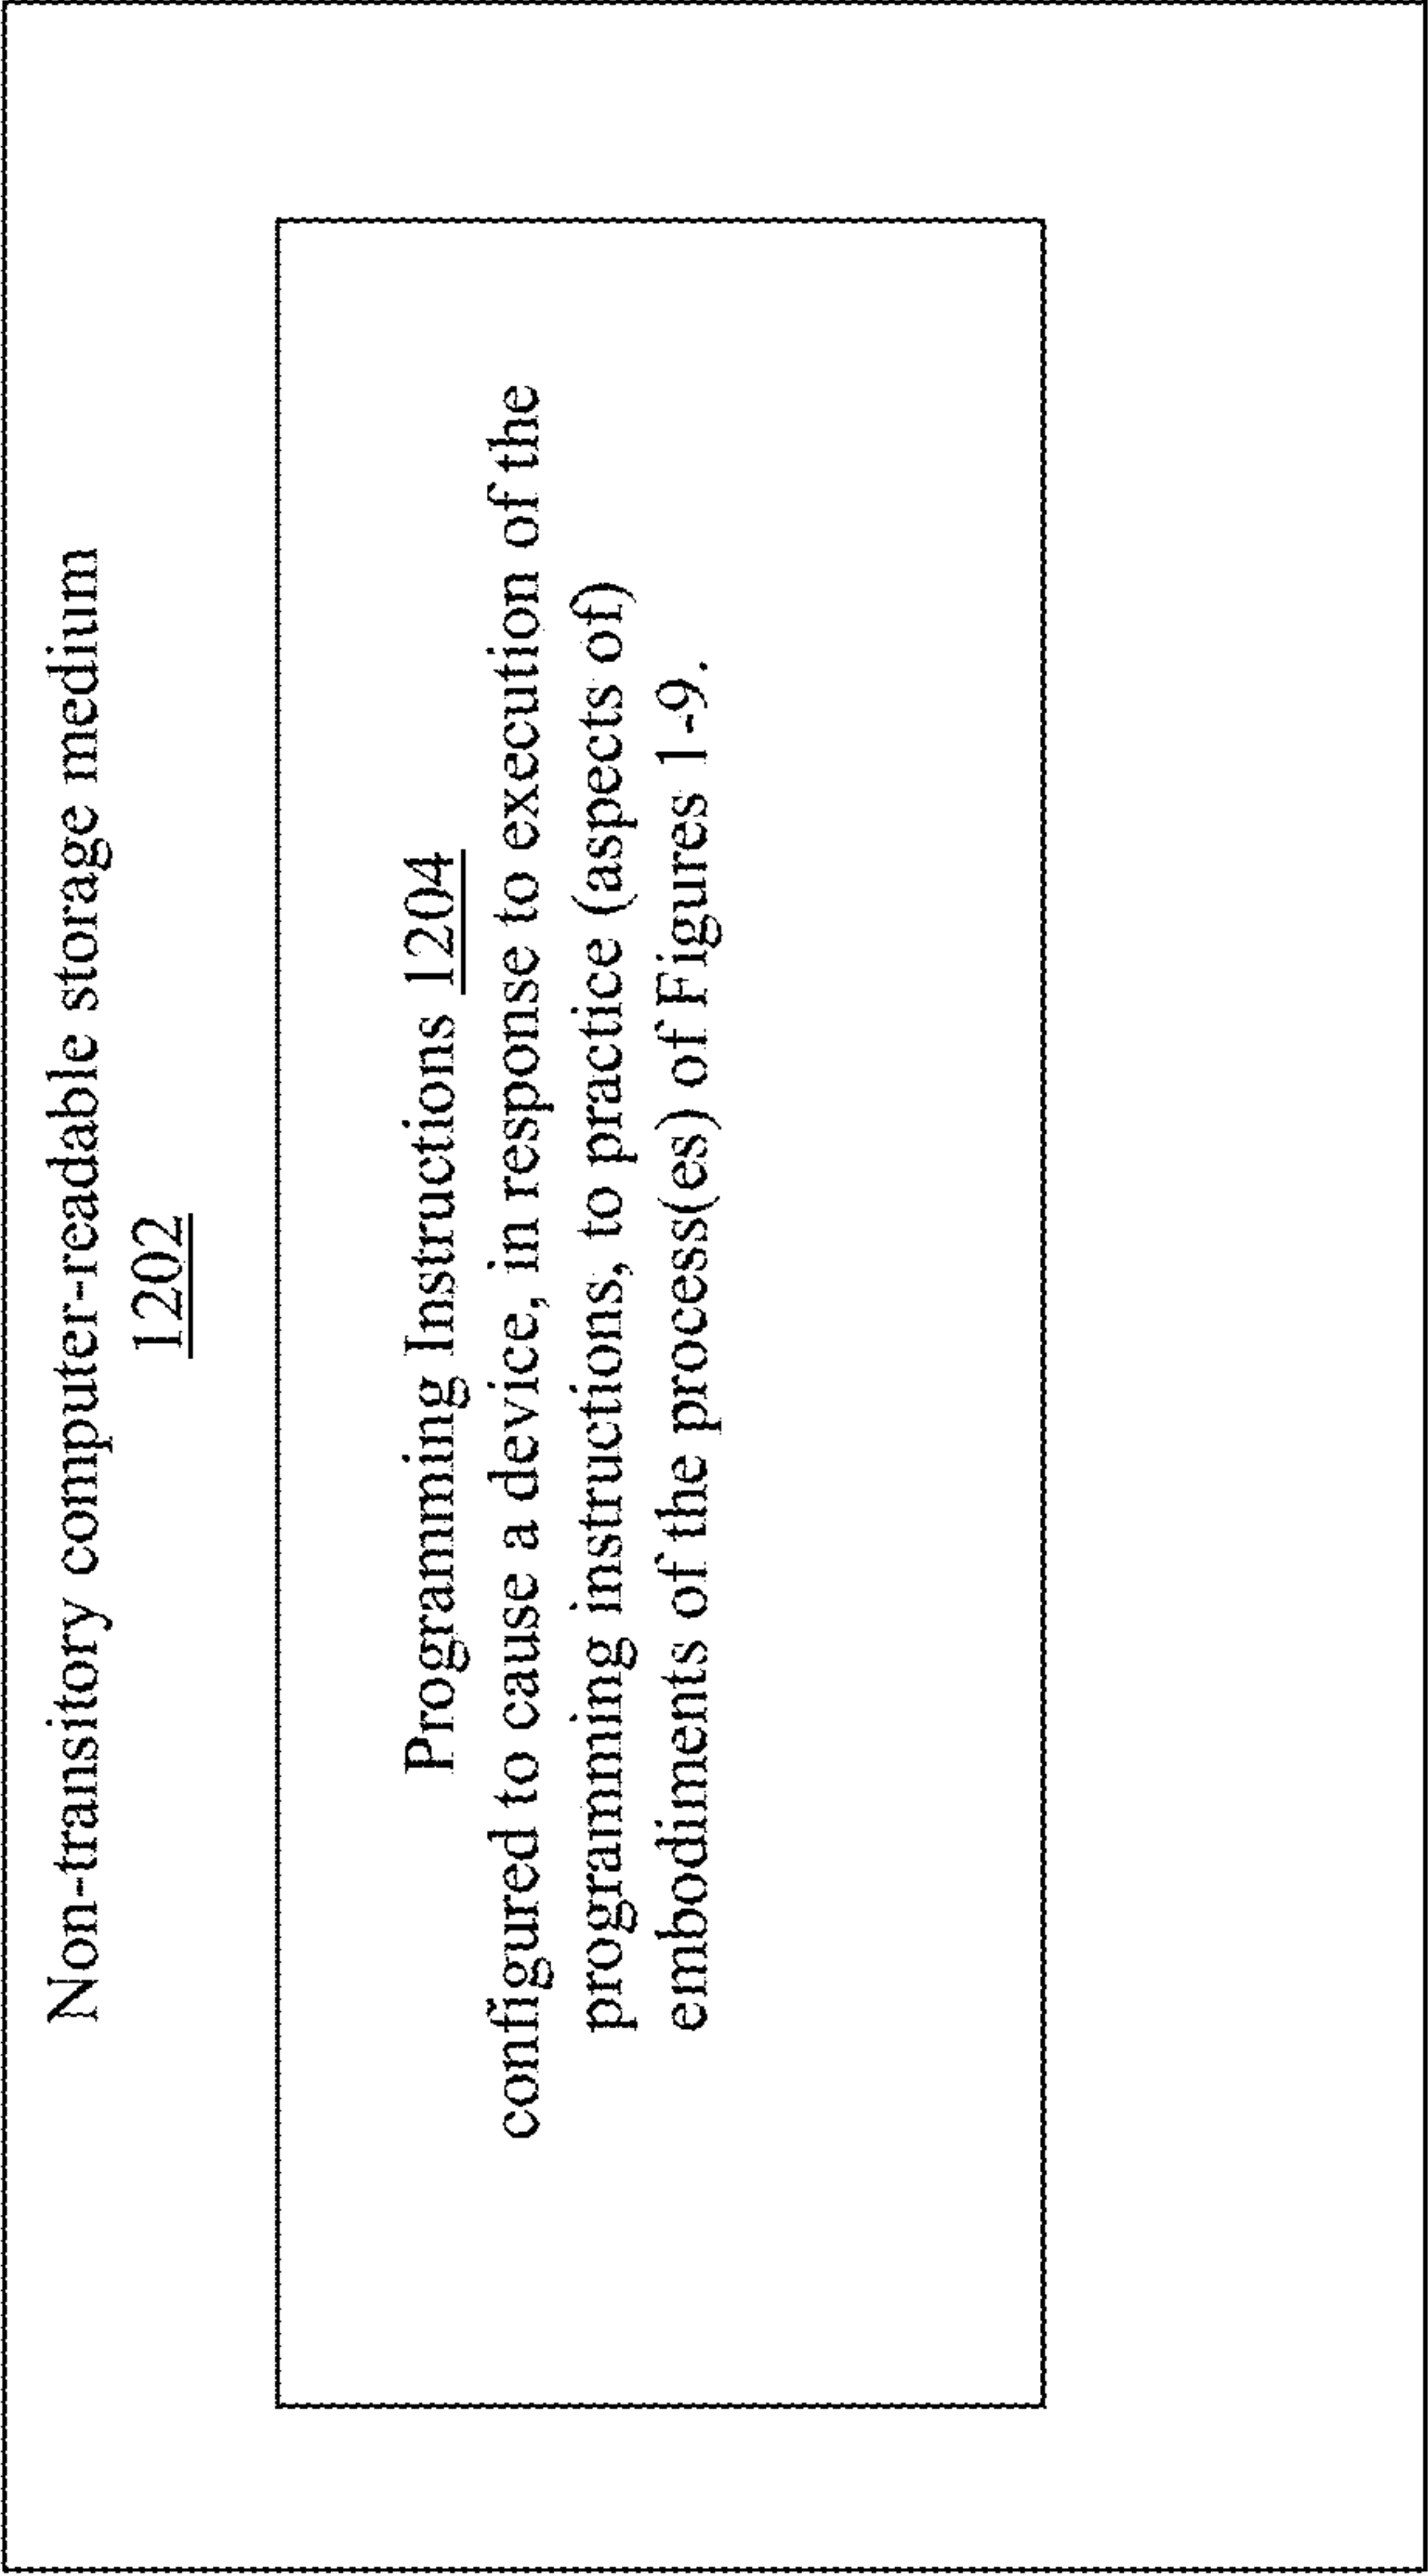 Non-transitory computer-readable storage medium
1202
Programming Instructions 1204
configured to cause a device, in response to execution of the
programming instructions, to practice (aspects of)
embodiments of the process(es) of Figures 1-9.